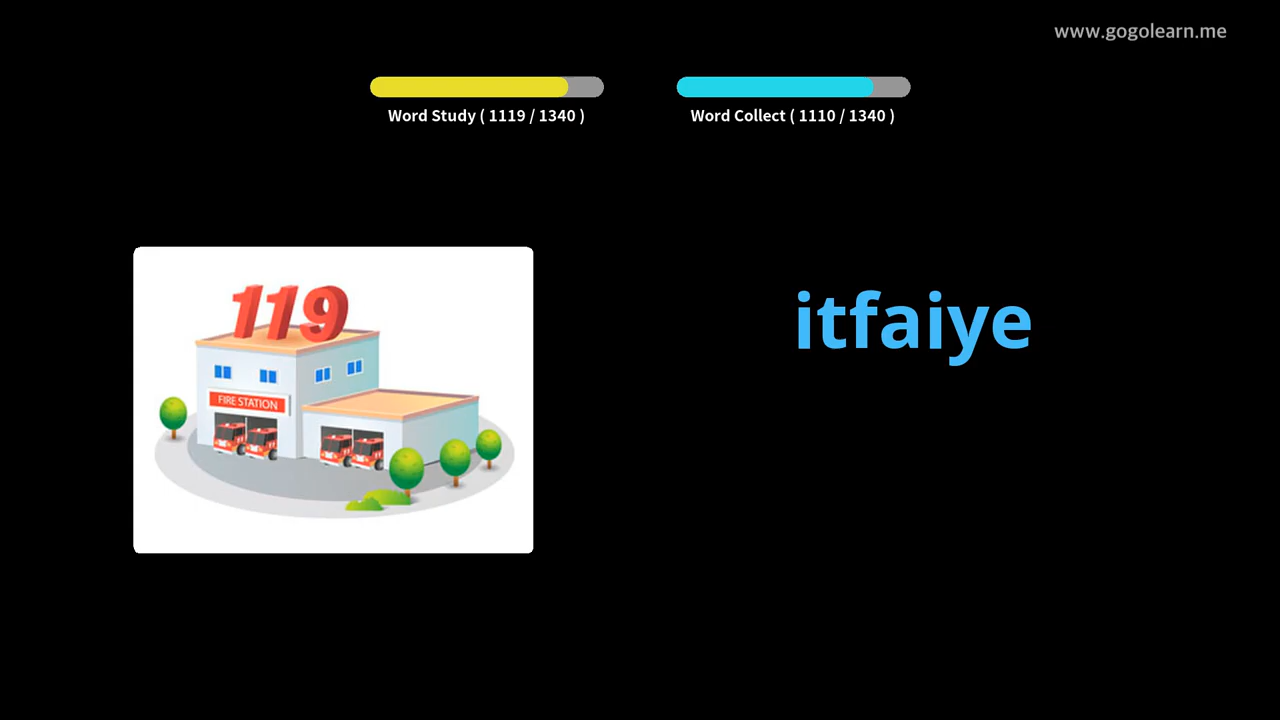 www.gogolearn.me
Word Study ( 1119 / 1340 )
Word Collect ( 1110 / 1340 )
119
FIRE STATION
itfaiye